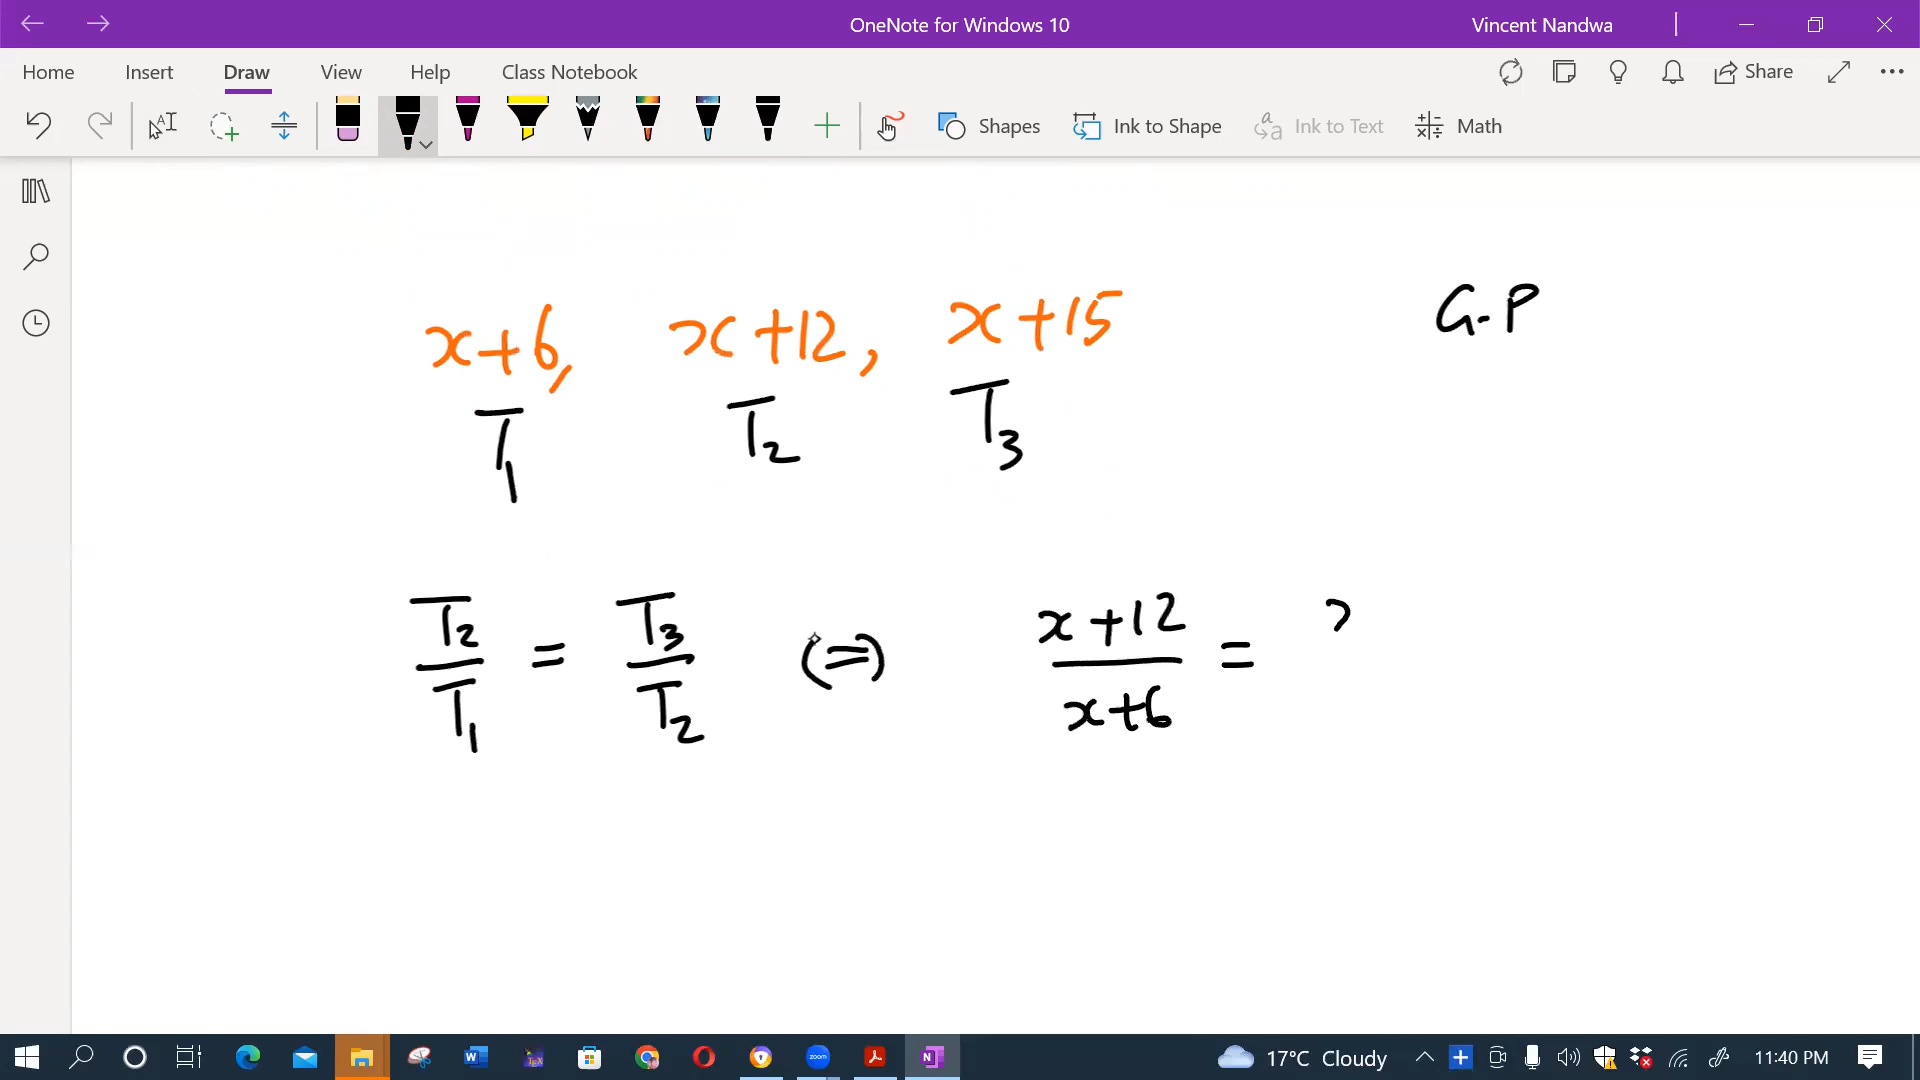 OneNote for Windows 10
Vincent Nandwa
Home Insert Draw View Help Class Notebook
Share
Shapes Ink to Shape Ink to Text Math
x+6, x+12, x+15 G.P
T₁ T₂ T₃
T₂/T₁ = T₃/T₂ (=) x+12/x+6 =
17°C Cloudy
11:40 PM